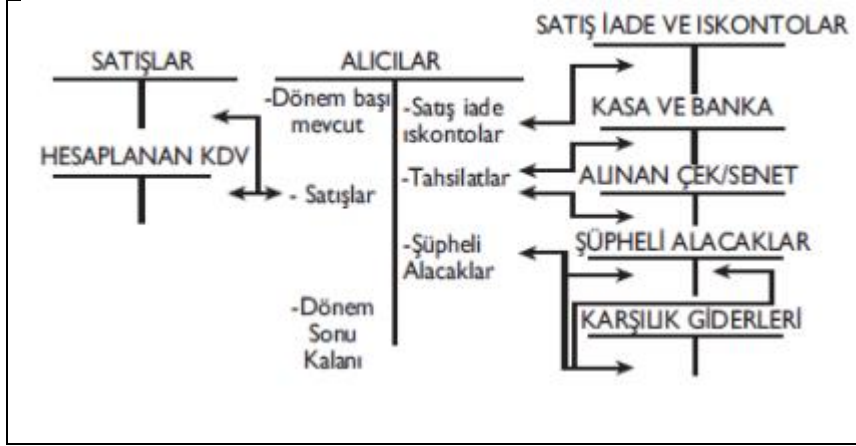 SATIŞLAR
HESAPLANAN KDV
ALICILAR
-Dönem başı
mevcut
- Satışlar
-Dönem
Sonu
Kalanı
-Satış iade
ıskontolar
-Tahsilatlar
-Şüpheli
Alacaklar
SATIŞ İADE VE ISKONTOLAR
KASA VE BANKA
ALINAN ÇEK/SENET
ŞÜPHELİ ALACAKLAR
KARŞILIK GİDERLERİ